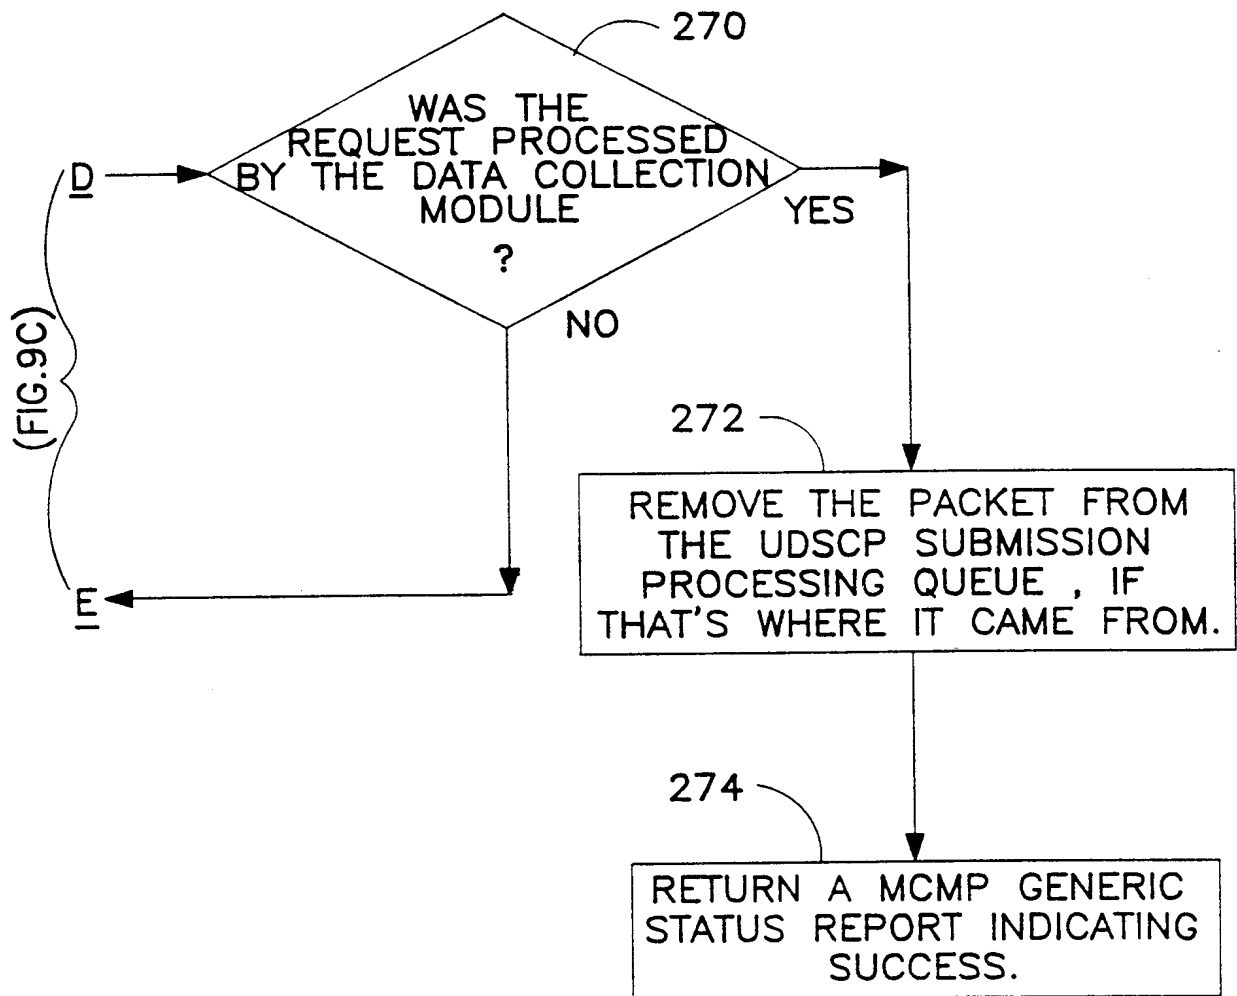 270
WAS THE
REQUEST PROCESSED
BY THE DATA COLLECTION
MODULE
?
D
YES
NO
(FIG.9C)
E
272
REMOVE THE PACKET FROM
THE UDSCP SUBMISSION
PROCESSING QUEUE , IF
THAT'S WHERE IT CAME FROM.
274
RETURN A MCMP GENERIC
STATUS REPORT INDICATING
SUCCESS.